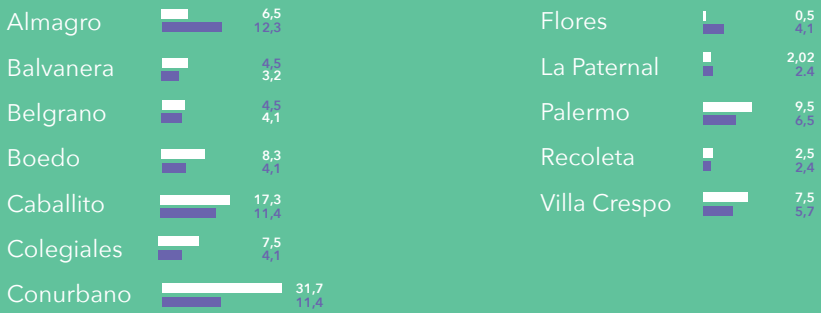 Almagro 6,5
12,3
Balvanera 4,5
3,2
Belgrano 4,5
4,1
Boedo 8,3
4,1
Caballito 17,3
11,4
Colegiales 7,5
4,1
Conurbano 31,7
11,4
Flores 0,5
4,1
La Paternal 2,02
2.4
Palermo 9,5
6,5
Recoleta 2,5
2,4
Villa Crespo 7,5
5,7